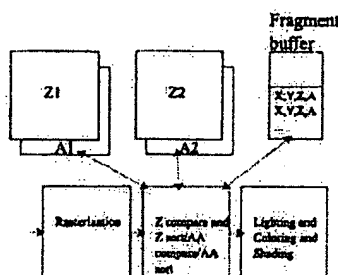 Fragment
buffer
Z1
Z2
X,Y,Z,A
X,Y,Z,A
A1
A2
Rasterization
Z compare and
Z sort/AA
compare/AA
sort
Lighting and
Coloring and
Shading